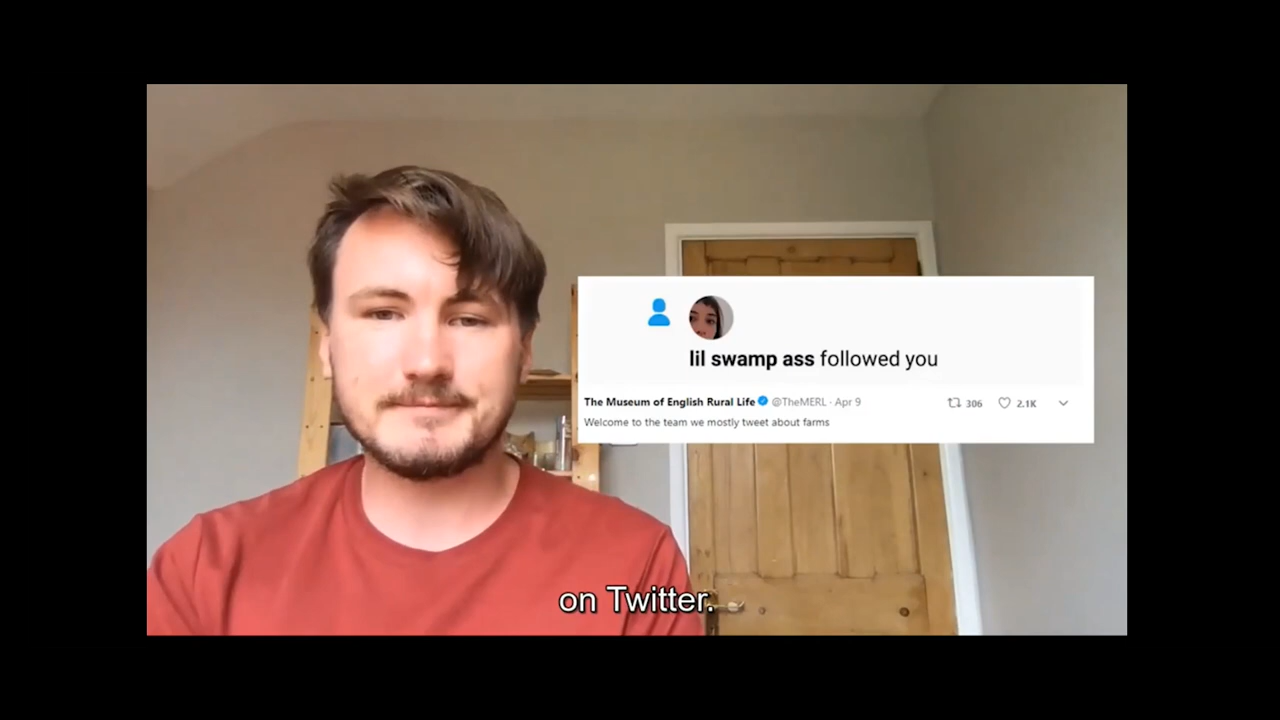 lil swamp ass followed you
The Museum of English Rural Life @TheMERL · Apr 9 306 2.1K
Welcome to the team we mostly tweet about farms
on Twitter.